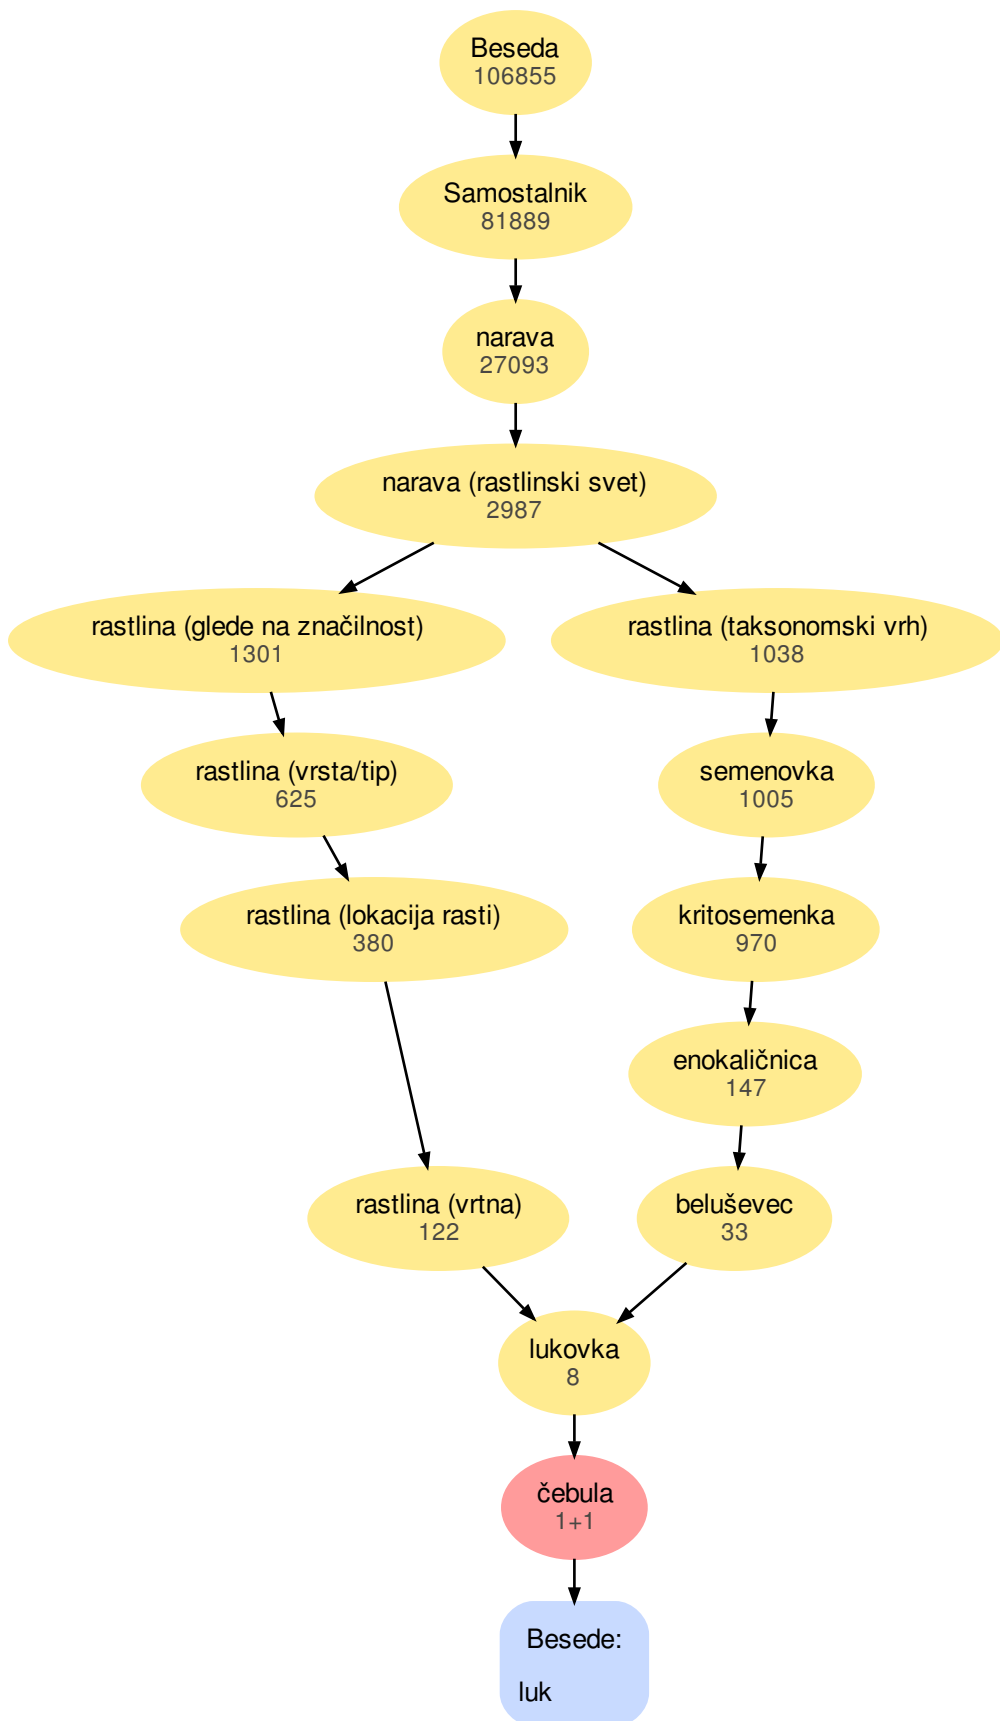 Beseda
106855
Samostalnik
81889
narava
27093
narava (rastlinski svet)
2987
rastlina (glede na značilnost)
1301
rastlina (taksonomski vrh)
1038
rastlina (vrsta/tip)
625
semenovka
1005
rastlina (lokacija rasti)
380
kritosemenka
970
enokaličnica
147
rastlina (vrtna)
122
beluševec
33
lukovka
8
čebula
1+1
Besede:
luk